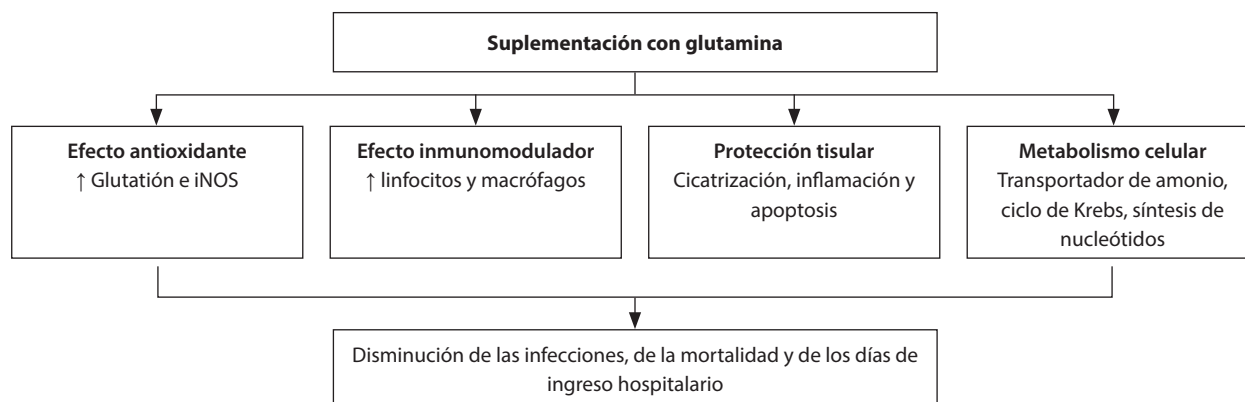 Suplementación con glutamina
Efecto antioxidante
↑ Glutatión e iNOS
Efecto inmunomodulador
↑ linfocitos y macrófagos
Protección tisular
Cicatrización, inflamación y
apoptosis
Metabolismo celular
Transportador de amonio,
ciclo de Krebs, síntesis de
nucleótidos
Disminución de las infecciones, de la mortalidad y de los días de
ingreso hospitalario